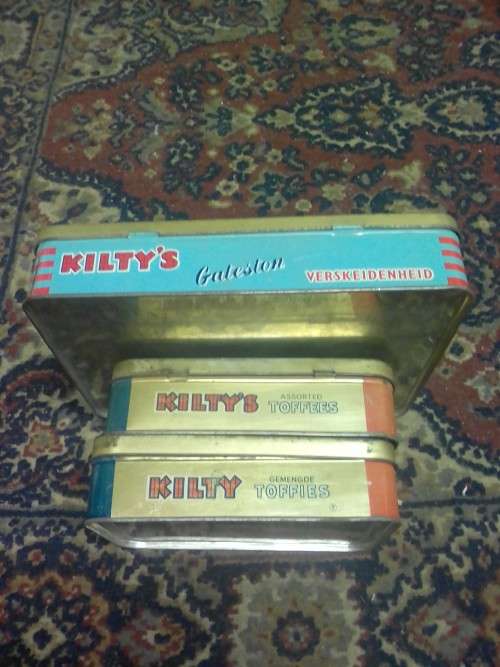 KILTY'S Gateston VERSKEIDENHEID
KILTY'S ASSORTED TOFFEES
KILTY GEMENGDE TOFFIES